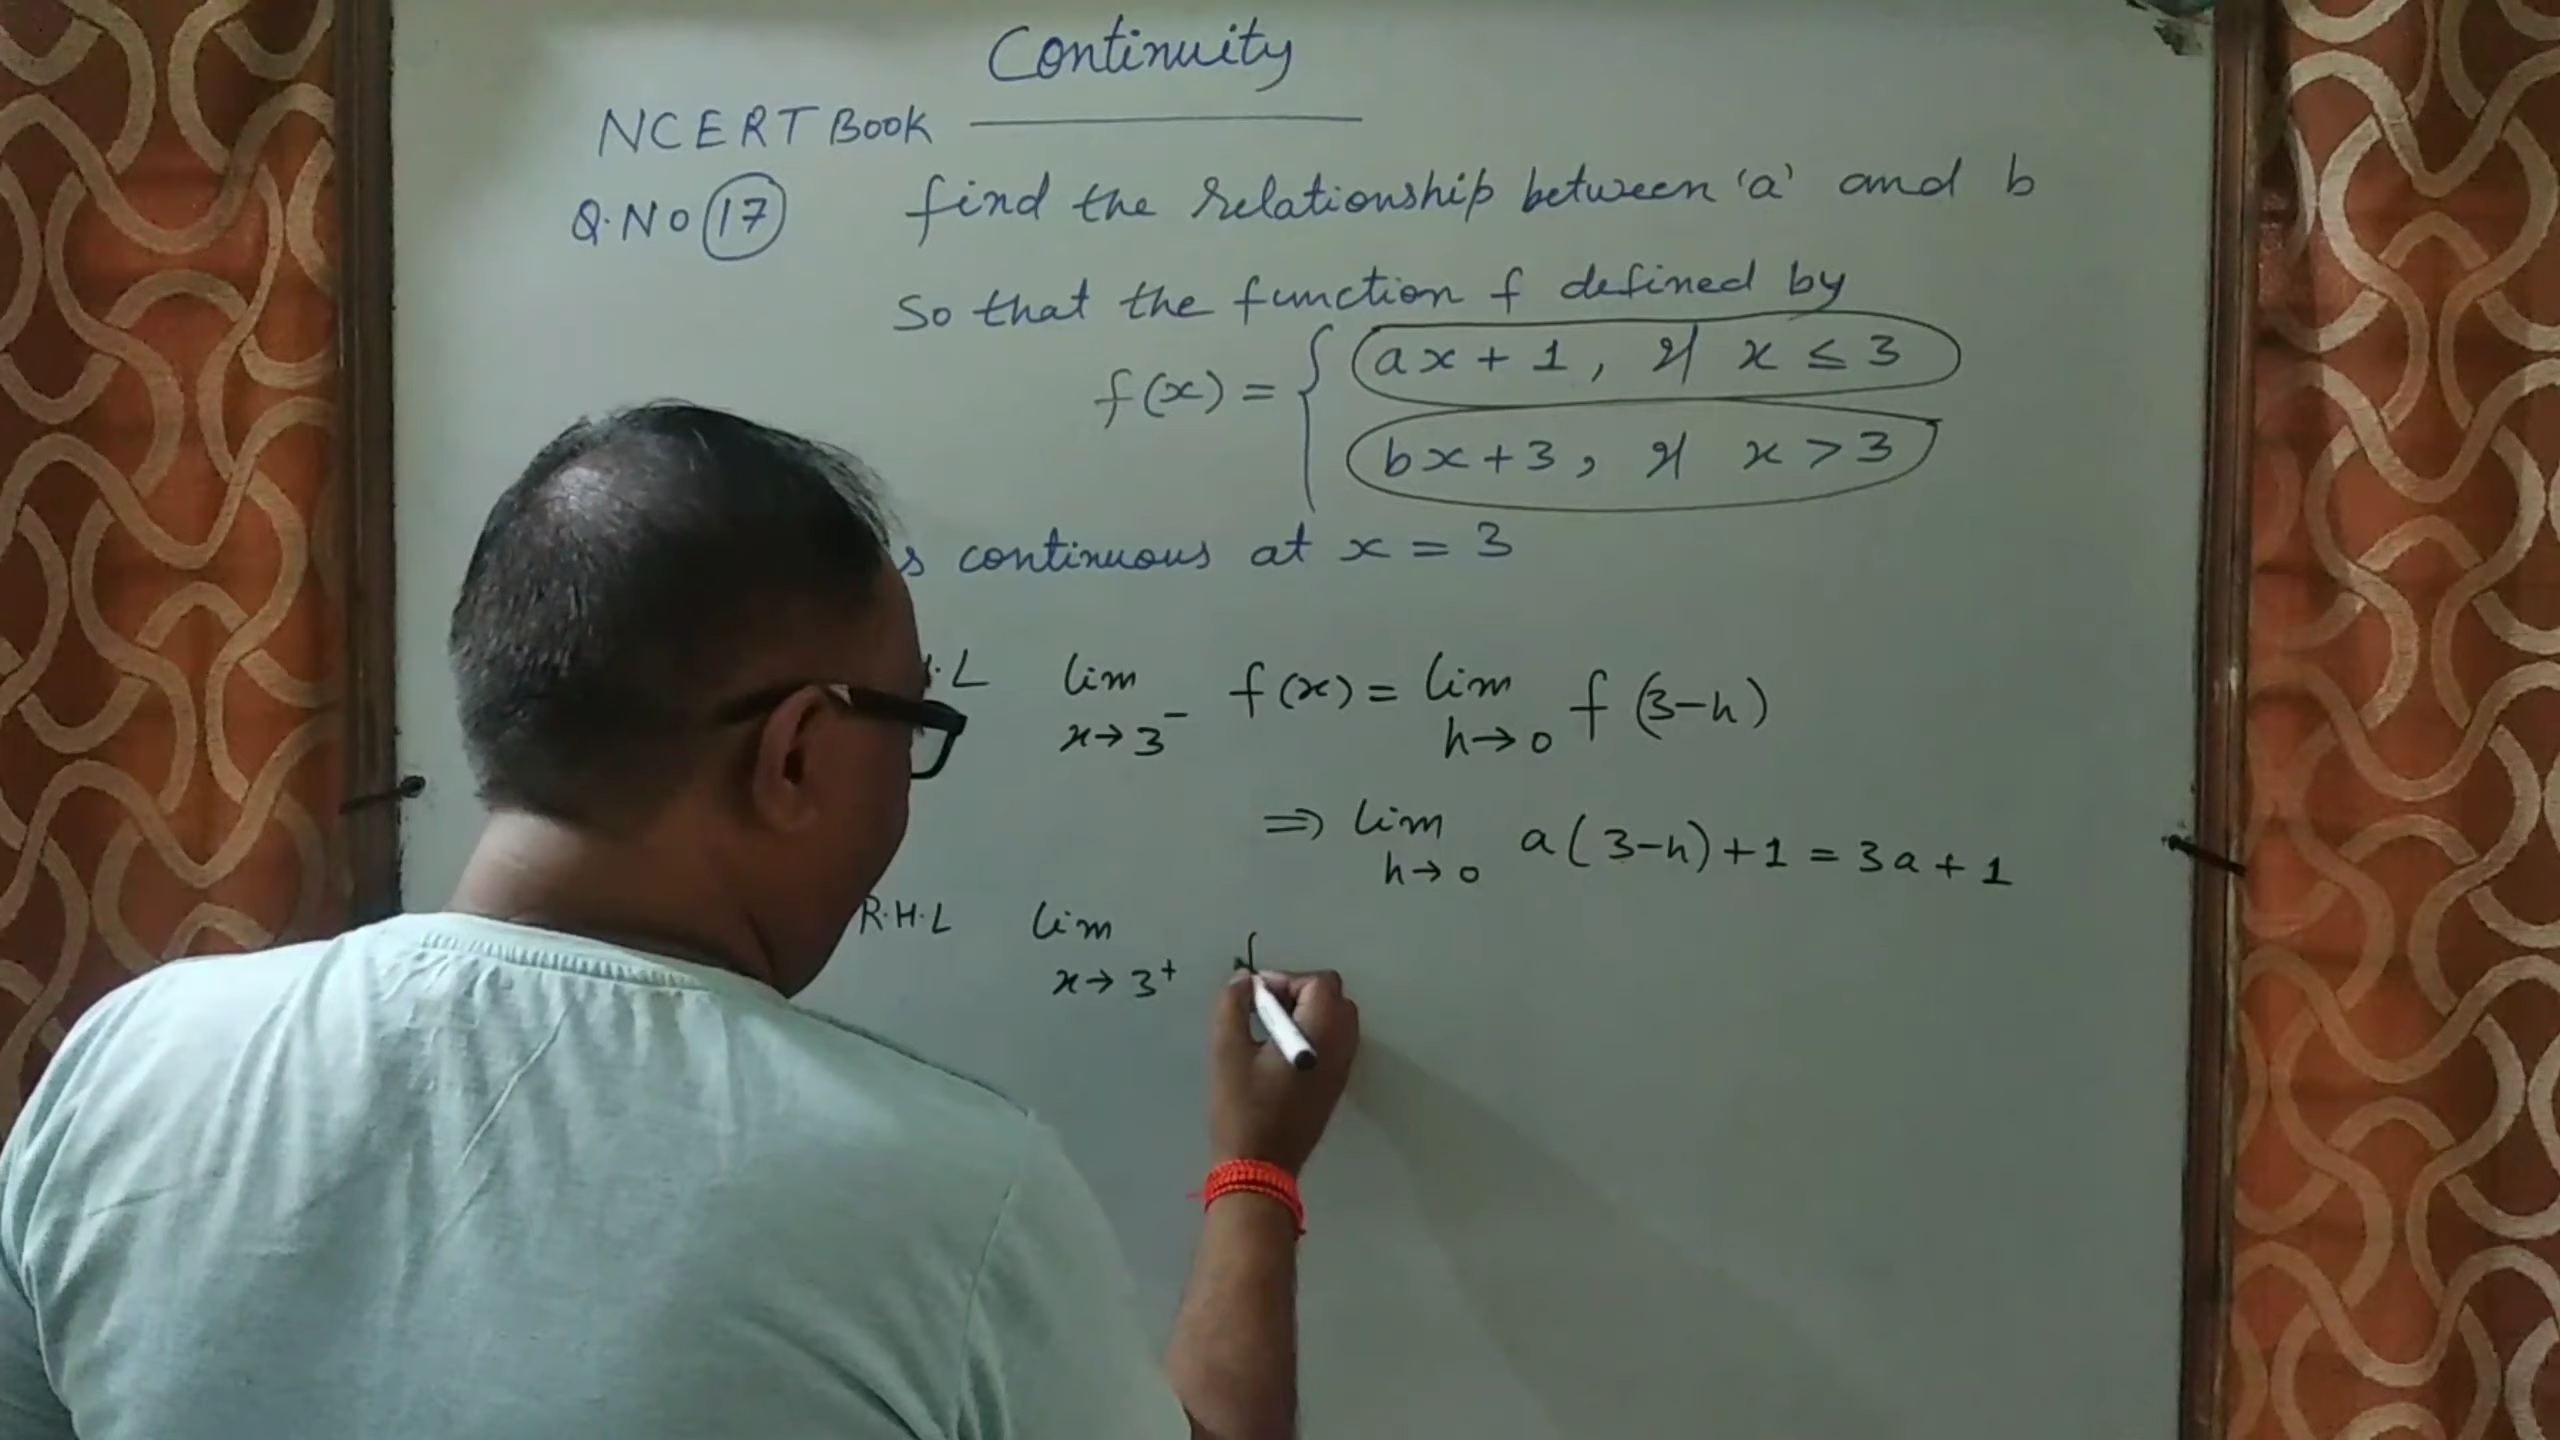 Continuity
NCERT Book
Q.No 17 find the relationship between 'a' and b
So that the function f defined by
f(x) = { ax + 1, if x ≤ 3
bx + 3, if x > 3
s continuous at x = 3
.L lim x→3⁻ f(x) = lim h→0 f(3-h)
⇒ lim h→0 a(3-h)+1 = 3a+1
R.H.L lim x→3⁺ f